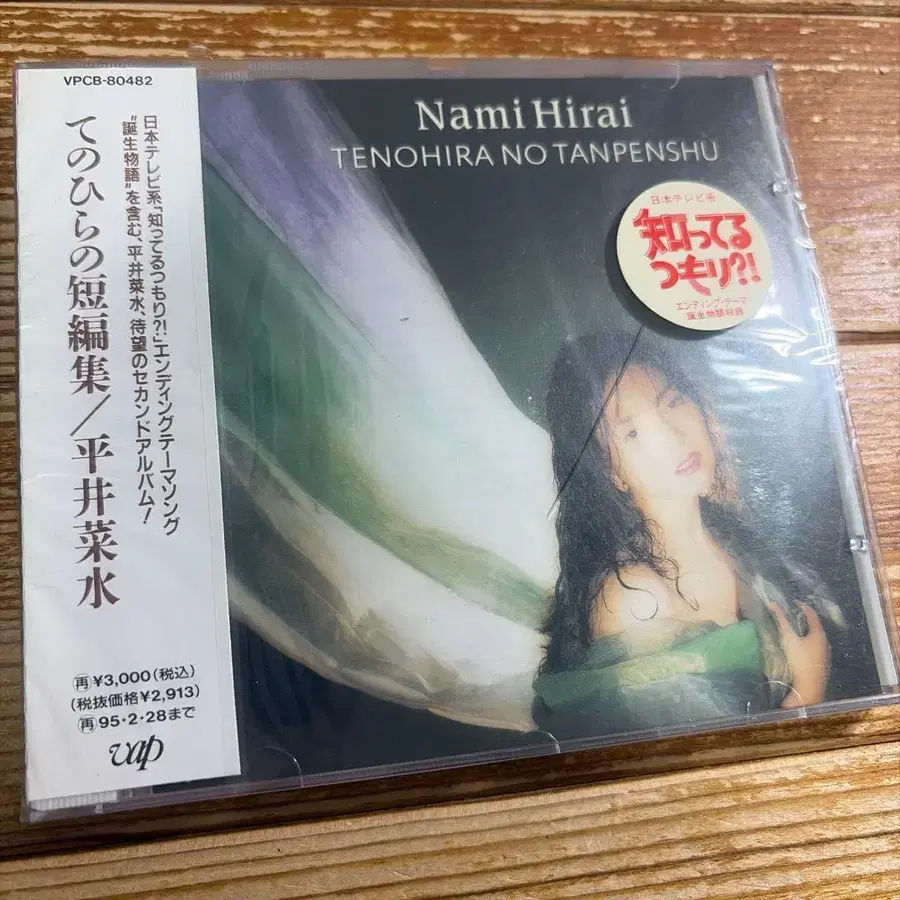 VPCB-80482
日本テレビ系「知ってるつもり?!」エンディングテーマソング
“誕生物語”を含む、平井菜水、待望のセカンドアルバム!
てのひらの短編集/平井菜水
再¥3,000(税込)
(税抜価格¥2,913)
再95・2・28まで
vap
Nami Hirai
TENOHIRA NO TANPENSHU
日本テレビ系
知ってる
つもり?!
エンディング・テーマ
誕生物語収録